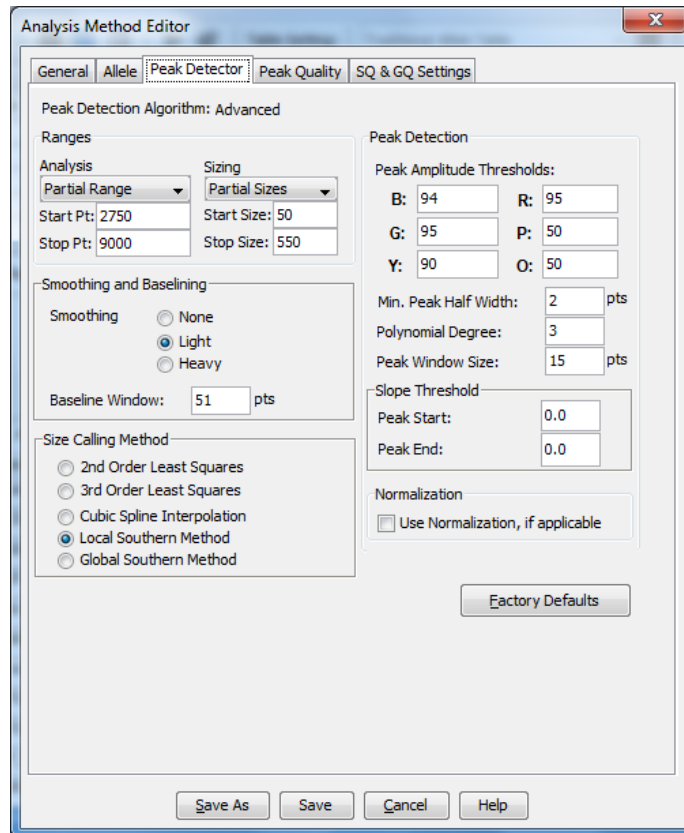 Analysis Method Editor
General Allele Peak Detector Peak Quality SQ & GQ Settings
Peak Detection Algorithm: Advanced
Ranges
Analysis Sizing
Partial Range Partial Sizes
Start Pt: 2750 Start Size: 50
Stop Pt: 9000 Stop Size: 550
Smoothing and Baselining
Smoothing None
Light
Heavy
Baseline Window: 51 pts
Size Calling Method
2nd Order Least Squares
3rd Order Least Squares
Cubic Spline Interpolation
Local Southern Method
Global Southern Method
Peak Detection
Peak Amplitude Thresholds:
B: 94 R: 95
G: 95 P: 50
Y: 90 O: 50
Min. Peak Half Width: 2 pts
Polynomial Degree: 3
Peak Window Size: 15 pts
Slope Threshold
Peak Start: 0.0
Peak End: 0.0
Normalization
Use Normalization, if applicable
Factory Defaults
Save As Save Cancel Help